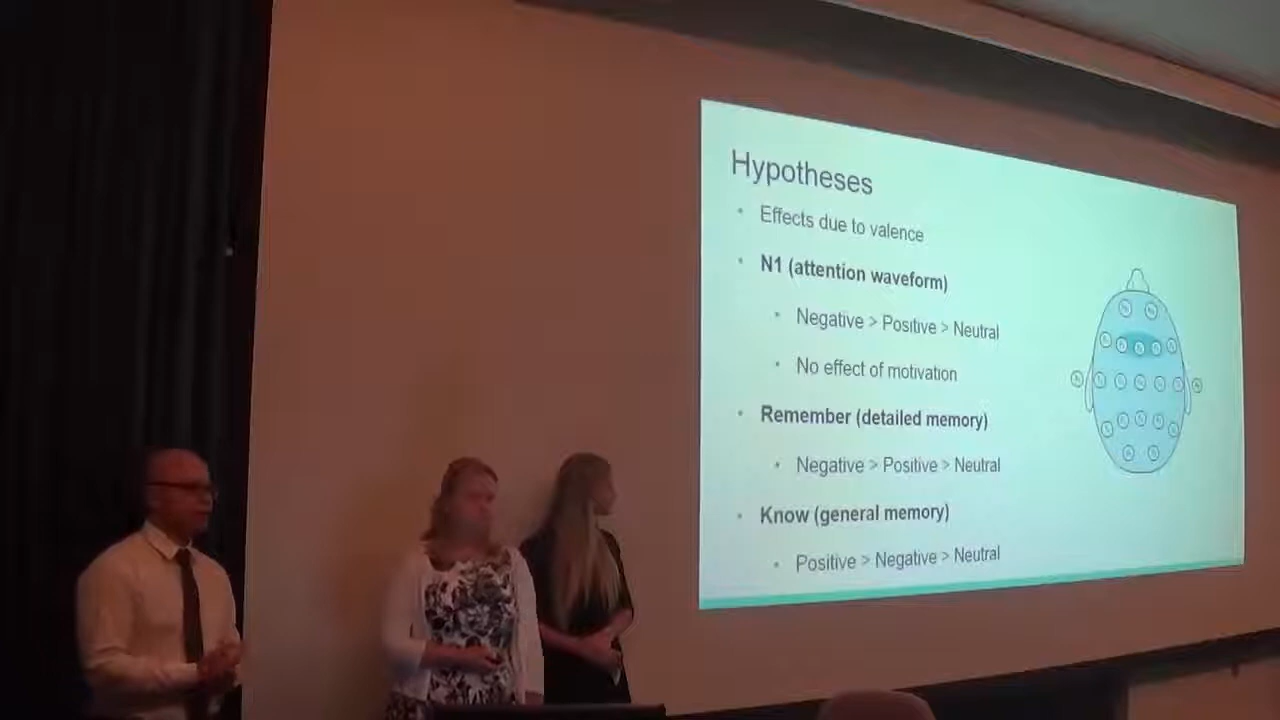 Hypotheses
Effects due to valence
N1 (attention waveform)
Negative > Positive > Neutral
No effect of motivation
Remember (detailed memory)
Negative > Positive > Neutral
Know (general memory)
Positive > Negative > Neutral